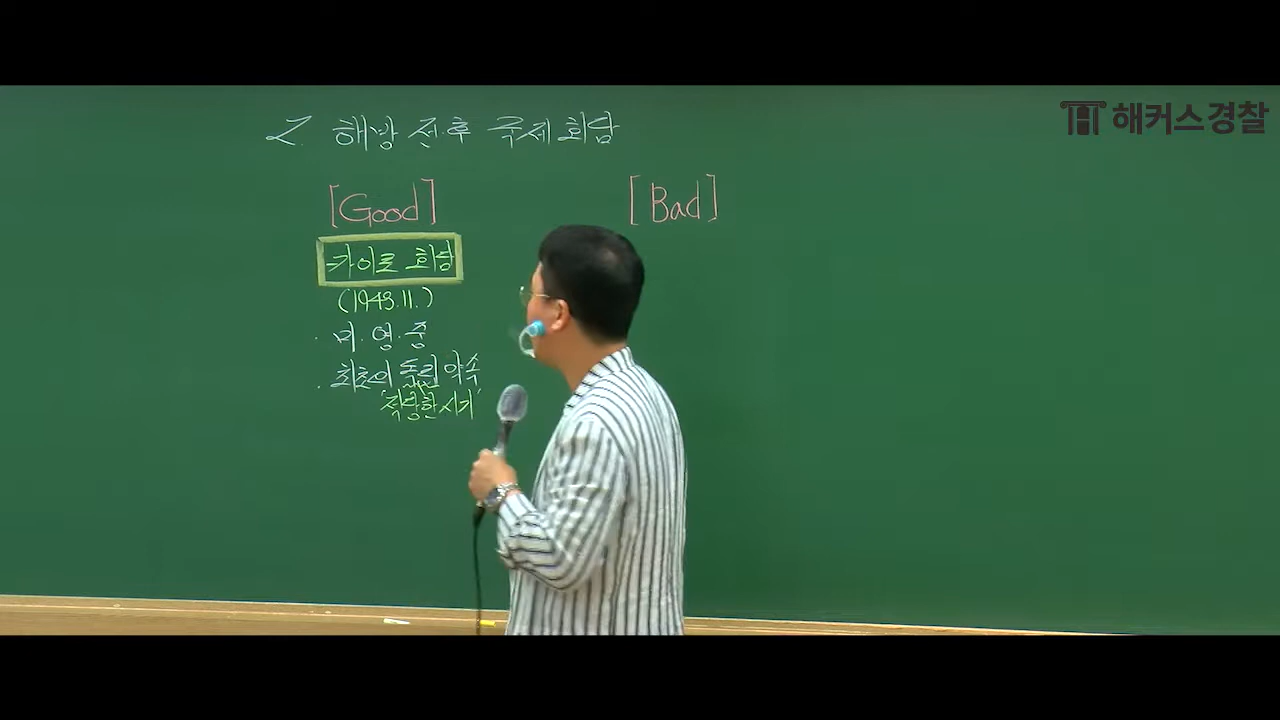 해커스경찰
2. 해방 전·후 국제회담
[Good]
[Bad]
카이로 회담
(1943.11.)
· 미·영·중
· 최초의 독립 약속
'적당한 시기'